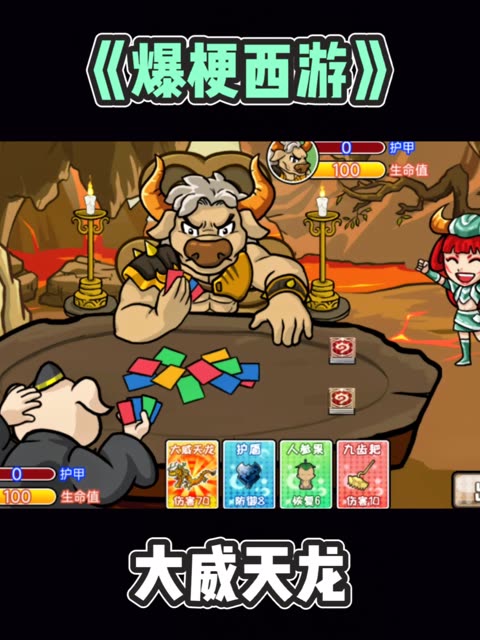 《爆梗西游》
0 护甲
100 生命值
大威天龙 护盾 人参果 九齿耙
伤害70 防御8 恢复6 伤害10
0 护甲
100 生命值
大威天龙